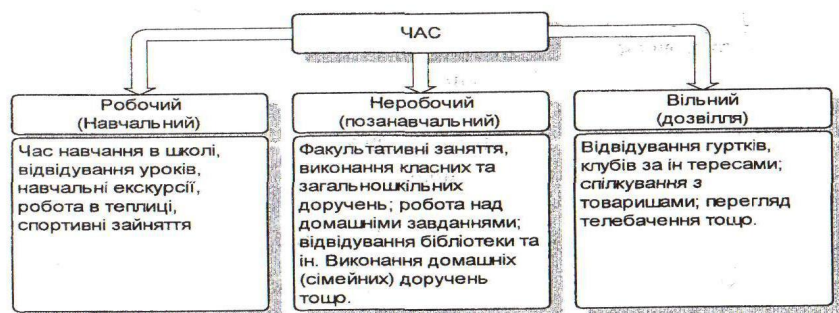 ЧАС
Робочий
(Навчальний)
Час навчання в школі,
відвідування уроків,
навчальні екскурсії,
робота в теплиці,
спортивні зайняття
Неробочий
(позанавчальний)
Факультативні заняття,
виконання класних та
загальношкільних
доручень; робота над
домашніми завданнями;
відвідування бібліотеки та
ін. Виконання домашніх
(сімейних) доручень
тощо.
Вільний
(дозвілля)
Відвідування гуртків,
клубів за ін тересами;
спілкування з
товаришами; перегляд
телебачення тощо.